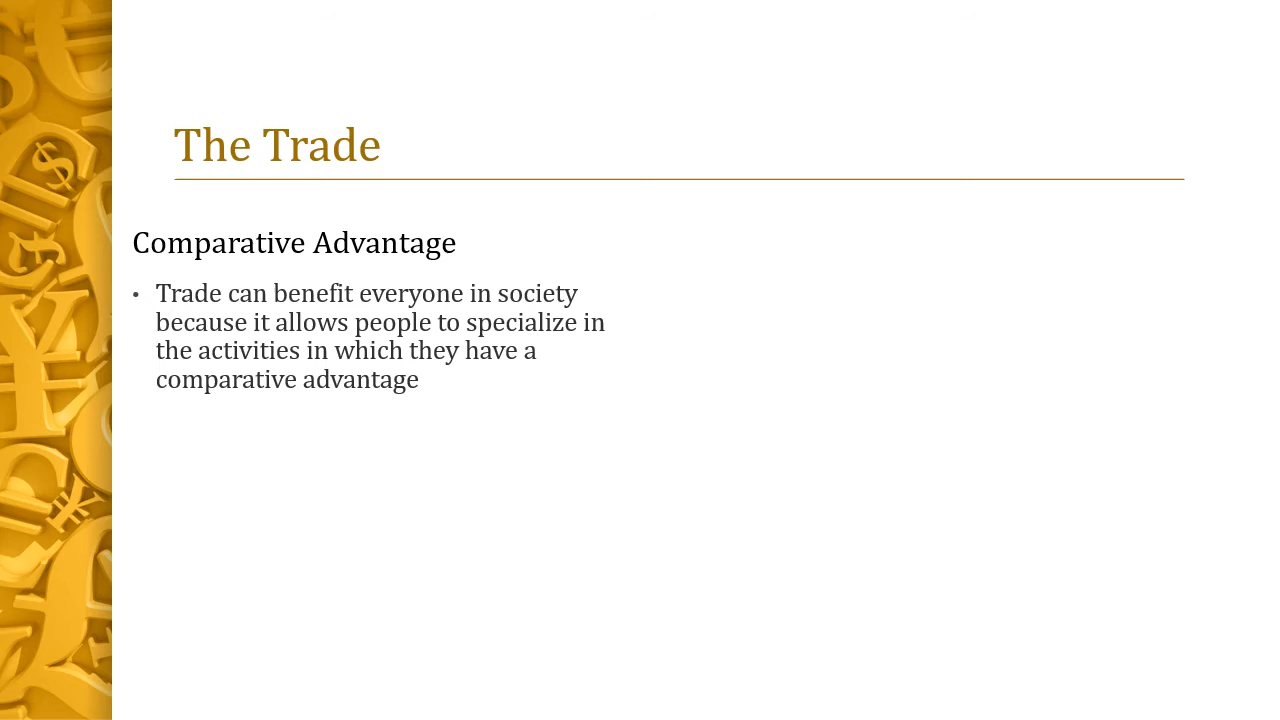 The Trade
Comparative Advantage
• Trade can benefit everyone in society
because it allows people to specialize in
the activities in which they have a
comparative advantage